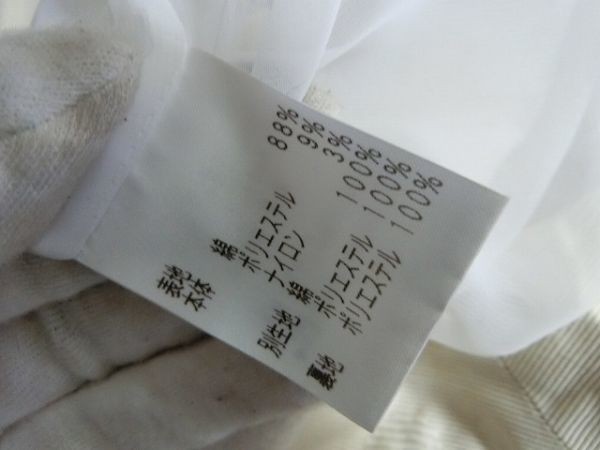 表地
本体 綿 88%
ポリエステル 9%
ナイロン 3%
別生地 綿 100%
ポリエステル 100%
裏地 ポリエステル 100%